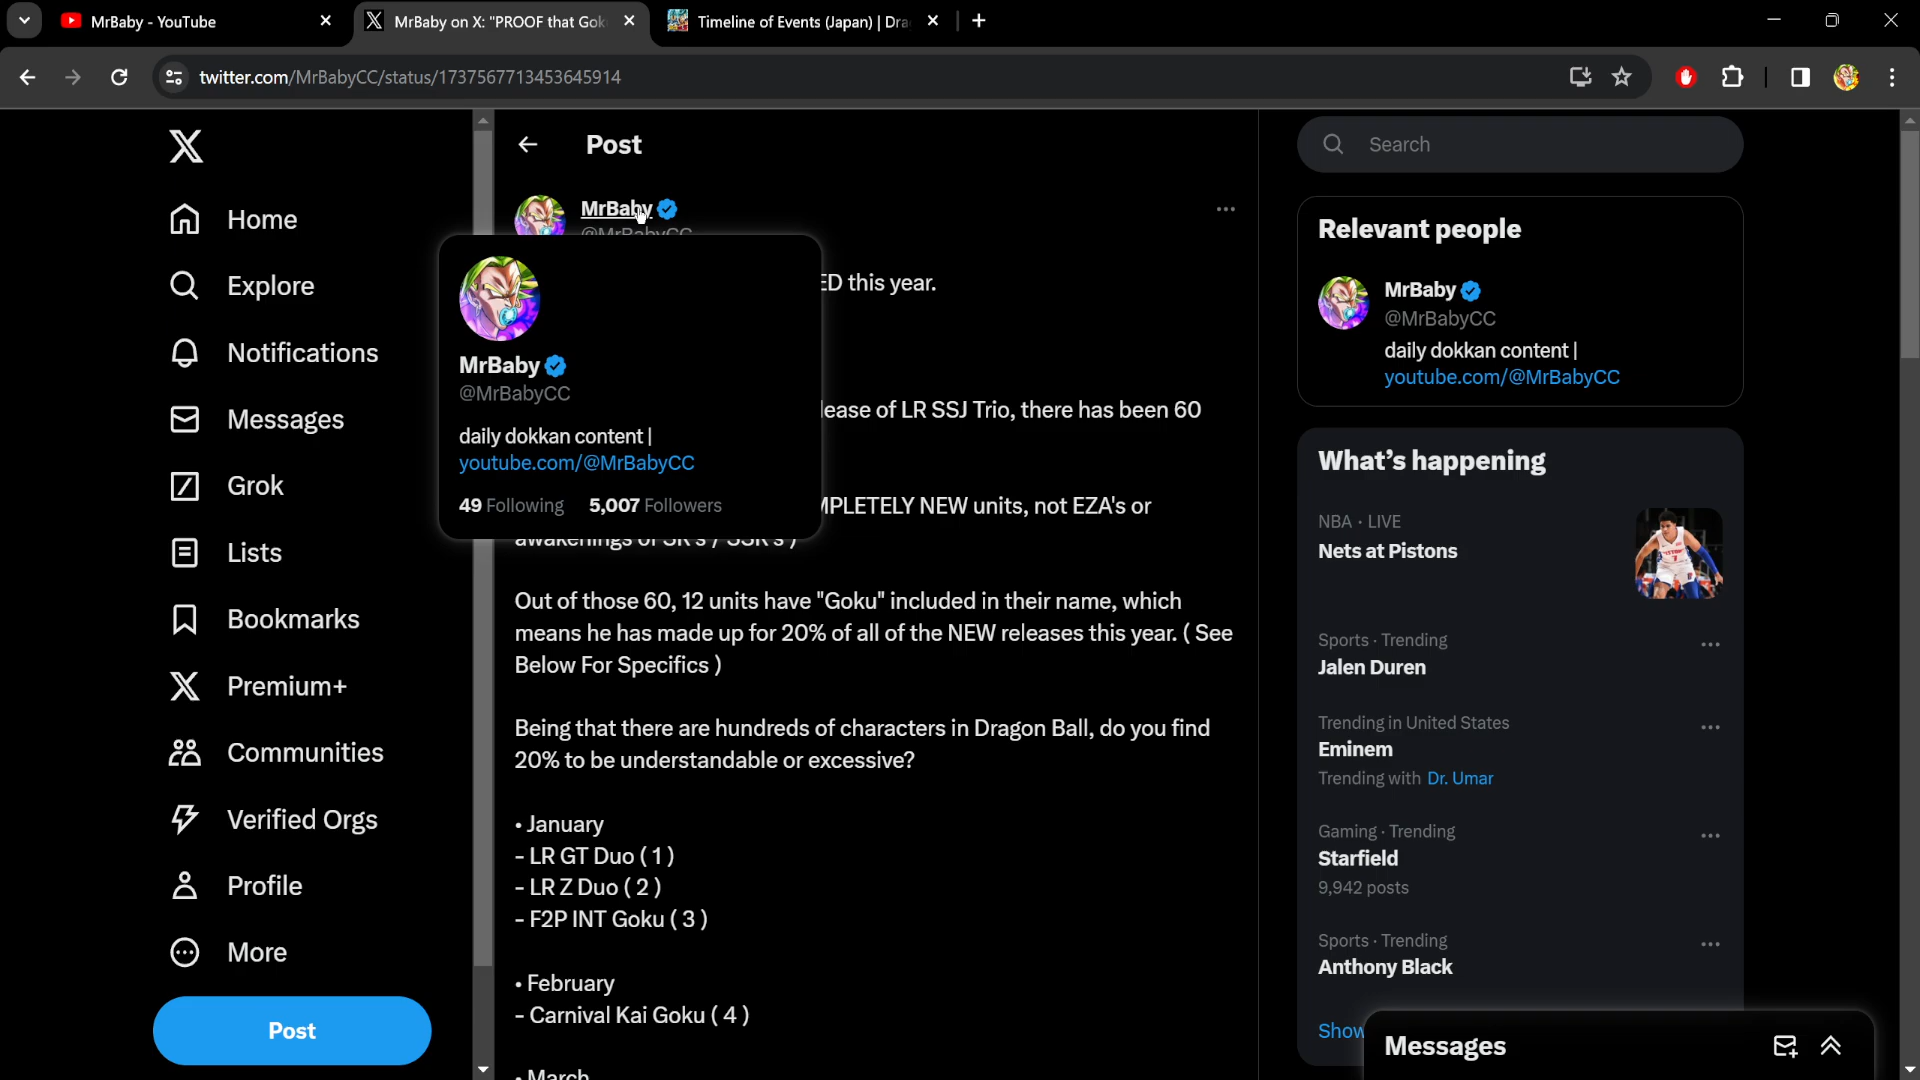 MrBaby - YouTube
MrBaby on X: "PROOF that Gok
Timeline of Events (Japan) | Dra
twitter.com/MrBabyCC/status/1737567713453645914
Home
Explore
Notifications
Messages
Grok
Lists
Bookmarks
Premium+
Communities
Verified Orgs
Profile
More
Post
Post
MrBaby
@MrBabyCC
ED this year.
MrBaby
@MrBabyCC
daily dokkan content |
youtube.com/@MrBabyCC
49 Following 5,007 Followers
lease of LR SSJ Trio, there has been 60
MPLETELY NEW units, not EZA's or
awakenings of SR's / SSR's )
Out of those 60, 12 units have "Goku" included in their name, which
means he has made up for 20% of all of the NEW releases this year. ( See
Below For Specifics )
Being that there are hundreds of characters in Dragon Ball, do you find
20% to be understandable or excessive?
• January
- LR GT Duo ( 1 )
- LR Z Duo ( 2 )
- F2P INT Goku ( 3 )
• February
- Carnival Kai Goku ( 4 )
• March
Search
Relevant people
MrBaby
@MrBabyCC
daily dokkan content |
youtube.com/@MrBabyCC
What's happening
NBA · LIVE
Nets at Pistons
Sports · Trending
Jalen Duren
Trending in United States
Eminem
Trending with Dr. Umar
Gaming · Trending
Starfield
9,942 posts
Sports · Trending
Anthony Black
Show
Messages